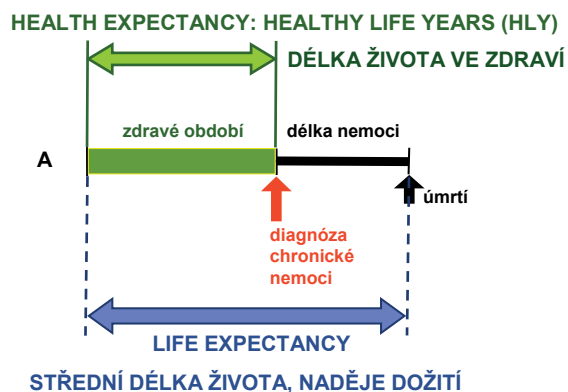 HEALTH EXPECTANCY: HEALTHY LIFE YEARS (HLY)
DÉLKA ŽIVOTA VE ZDRAVÍ
zdravé období
délka nemoci
A
úmrtí
diagnóza
chronické
nemoci
LIFE EXPECTANCY
STŘEDNÍ DÉLKA ŽIVOTA, NADĚJE DOŽITÍ